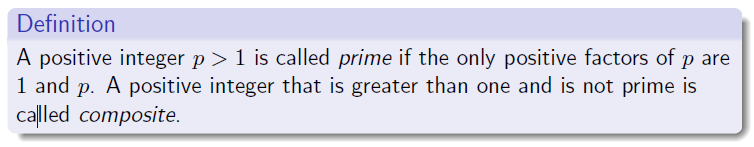 Definition
A positive integer p > 1 is called prime if the only positive factors of p are
1 and p. A positive integer that is greater than one and is not prime is
called composite.